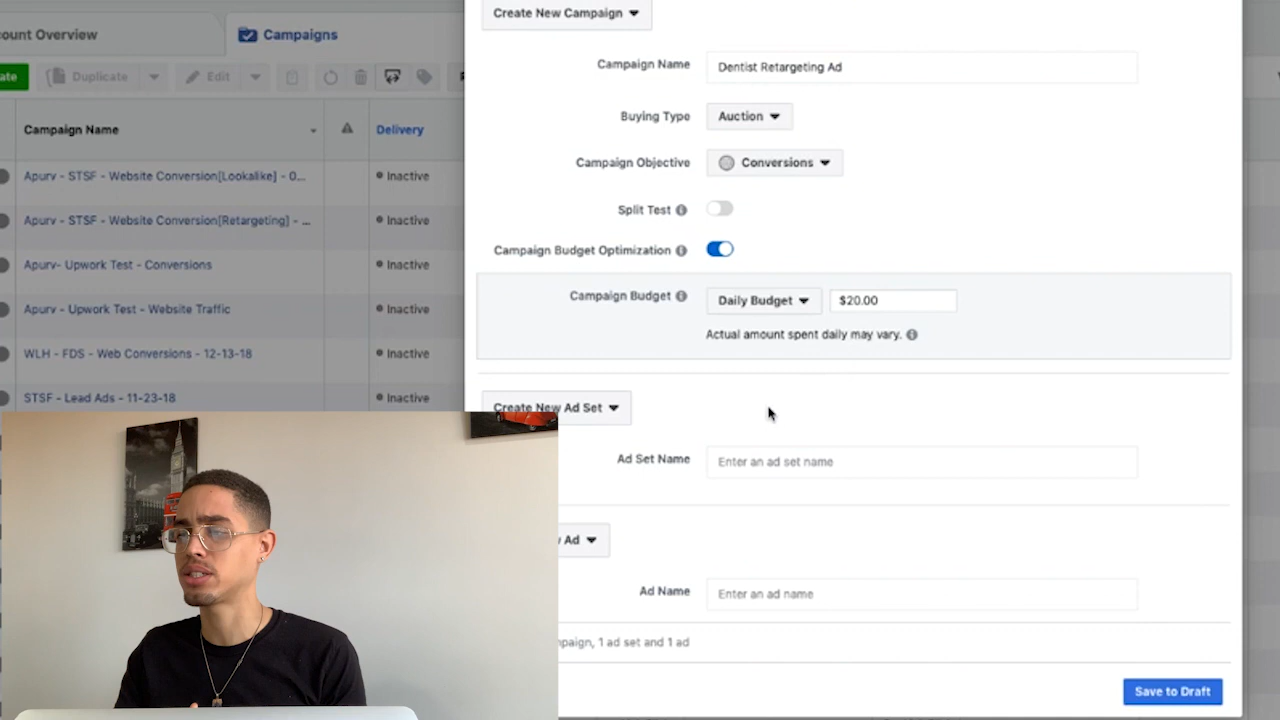 Create New Campaign
ount Overview
Campaigns
Campaign Name
Dentist Retargeting Ad
ate
Duplicate
Edit
Buying Type
Auction
Campaign Name
Delivery
Campaign Objective
Conversions
Apurv - STSF - Website Conversion[Lookalike] - 0...
Inactive
Split Test
Apurv - STSF - Website Conversion[Retargeting] - ...
Inactive
Campaign Budget Optimization
Apurv- Upwork Test - Conversions
Inactive
Campaign Budget
Daily Budget
$20.00
Apurv - Upwork Test - Website Traffic
Inactive
Actual amount spent daily may vary.
WLH - FDS - Web Conversions - 12-13-18
Inactive
STSF - Lead Ads - 11-23-18
Inactive
Create New Ad Set
Ad Set Name
Enter an ad set name
Ad
Ad Name
Enter an ad name
paign, 1 ad set and 1 ad
Save to Draft